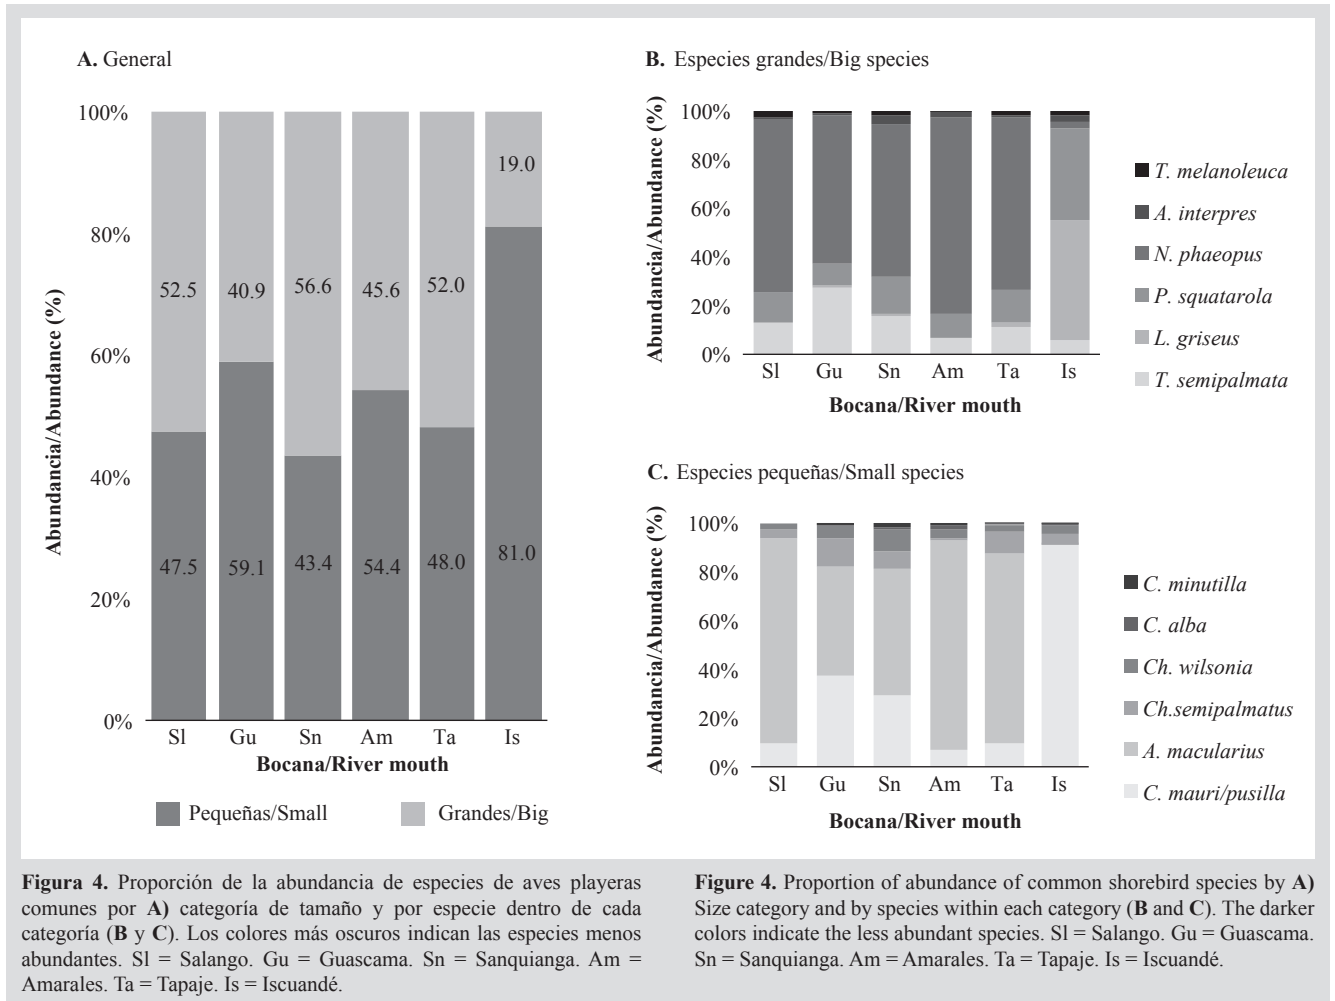 A. General
100%
80%
60%
40%
20%
0%
Abundancia/Abundance (%)
52.5 40.9 56.6 45.6 52.0 19.0
47.5 59.1 43.4 54.4 48.0 81.0
Sl Gu Sn Am Ta Is
Bocana/River mouth
Pequeñas/Small Grandes/Big
B. Especies grandes/Big species
100%
80%
60%
40%
20%
0%
Abundancia/Abundance (%)
Sl Gu Sn Am Ta Is
Bocana/River mouth
T. melanoleuca
A. interpres
N. phaeopus
P. squatarola
L. griseus
T. semipalmata
C. Especies pequeñas/Small species
100%
80%
60%
40%
20%
0%
Abundancia/Abundance (%)
Sl Gu Sn Am Ta Is
Bocana/River mouth
C. minutilla
C. alba
Ch. wilsonia
Ch.semipalmatus
A. macularius
C. mauri/pusilla
Figura 4. Proporción de la abundancia de especies de aves playeras
comunes por A) categoría de tamaño y por especie dentro de cada
categoría (B y C). Los colores más oscuros indican las especies menos
abundantes. Sl = Salango. Gu = Guascama. Sn = Sanquianga. Am =
Amarales. Ta = Tapaje. Is = Iscuandé.
Figure 4. Proportion of abundance of common shorebird species by A)
Size category and by species within each category (B and C). The darker
colors indicate the less abundant species. Sl = Salango. Gu = Guascama.
Sn = Sanquianga. Am = Amarales. Ta = Tapaje. Is = Iscuandé.